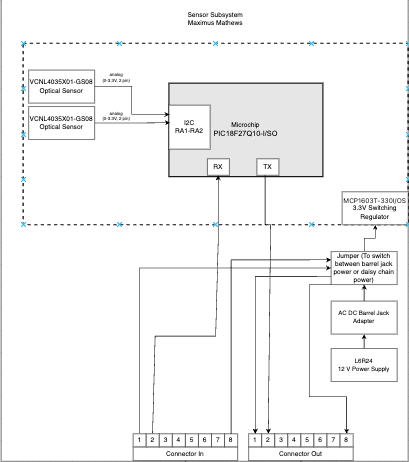 Sensor Subsystem
Maximus Mathews
VCNL4035X01-GS08
Optical Sensor
analog
(0-3.3V, 2 pin)
VCNL4035X01-GS08
Optical Sensor
analog
(0-3.3V, 2 pin)
I2C
RA1-RA2
Microchip
PIC18F27Q10-I/SO
RX
TX
MCP1603T-330I/OS
3.3V Switching
Regulator
Jumper (To switch
between barrel jack
power or daisy chain
power)
AC DC Barrel Jack
Adapter
L6R24
12 V Power Supply
1 2 3 4 5 6 7 8
Connector In
1 2 3 4 5 6 7 8
Connector Out